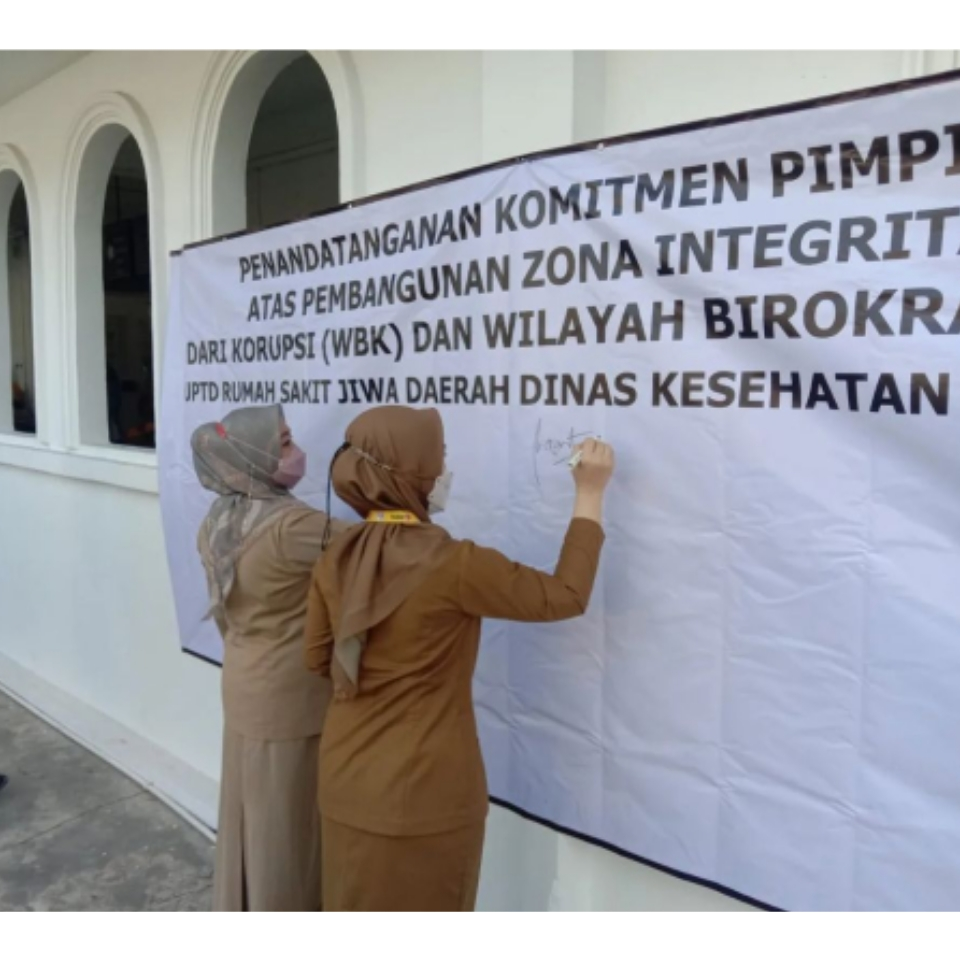 PENANDATANGANAN KOMITMEN PIMPI
ATAS PEMBANGUNAN ZONA INTEGRITA
DARI KORUPSI (WBK) DAN WILAYAH BIROKRA
UPTD RUMAH SAKIT JIWA DAERAH DINAS KESEHATAN